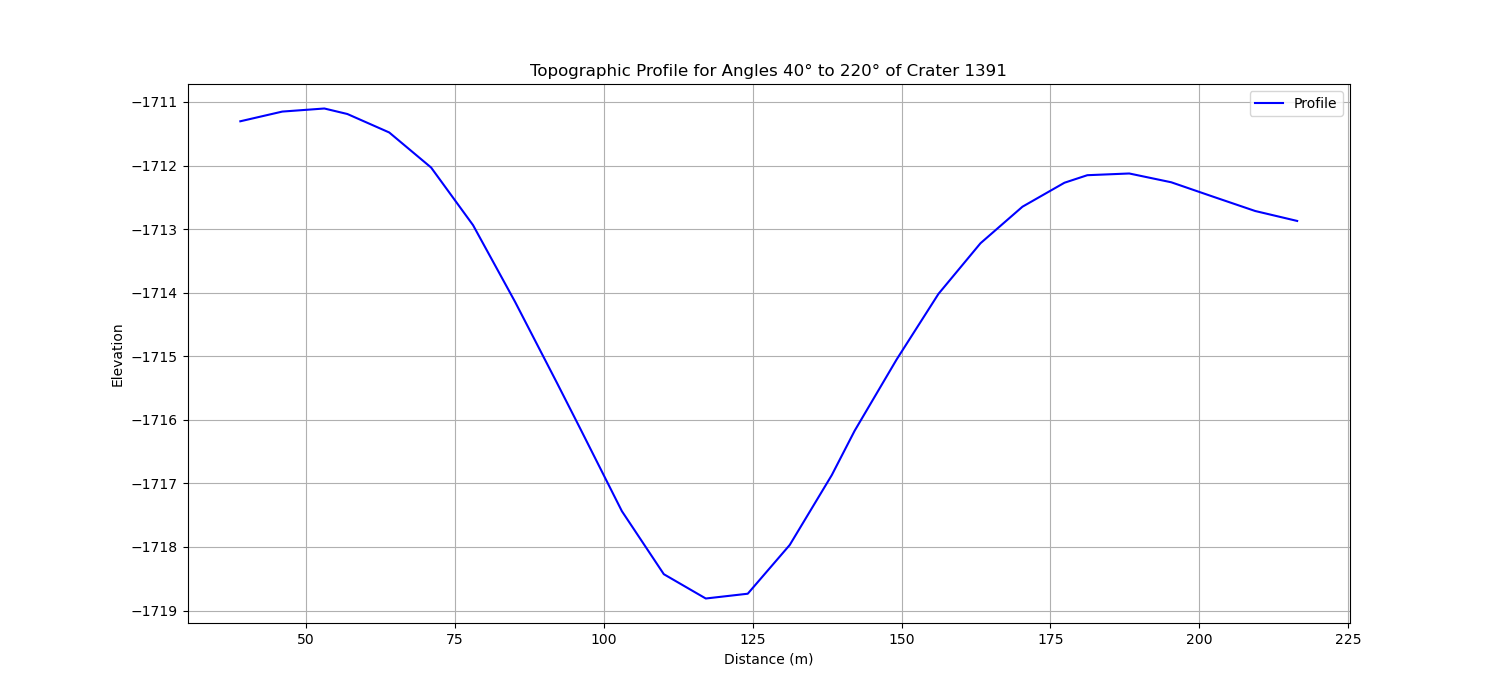 Topographic Profile for Angles 40° to 220° of Crater 1391
Profile
−1711
−1712
−1713
−1714
−1715
−1716
−1717
−1718
−1719
Elevation
50 75 100 125 150 175 200 225
Distance (m)